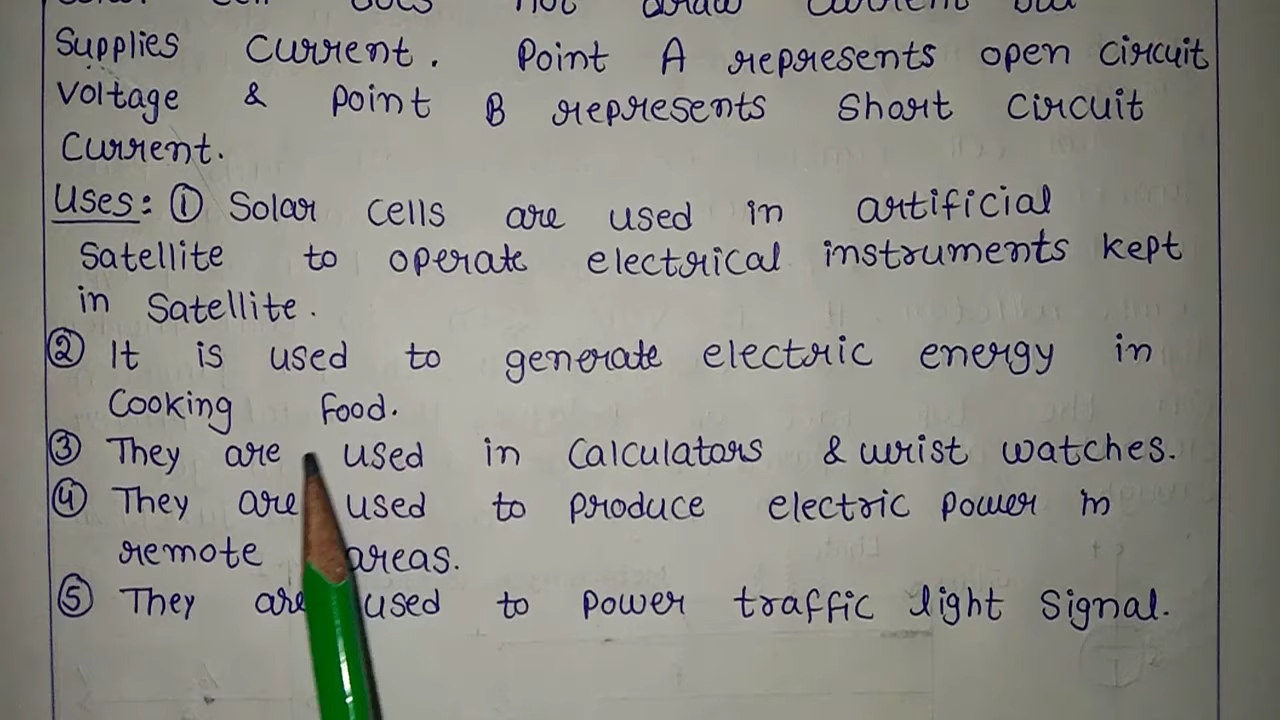 Supplies Current. Point A represents open circuit
Voltage & point B represents short circuit
Current.
Uses: ① Solar cells are used in artificial
Satellite to operate electrical instruments kept
in Satellite.
② It is used to generate electric energy in
Cooking Food.
③ They are used in Calculators & wrist watches.
④ They are used to produce electric power in
remote areas.
⑤ They are used to power traffic light Signal.